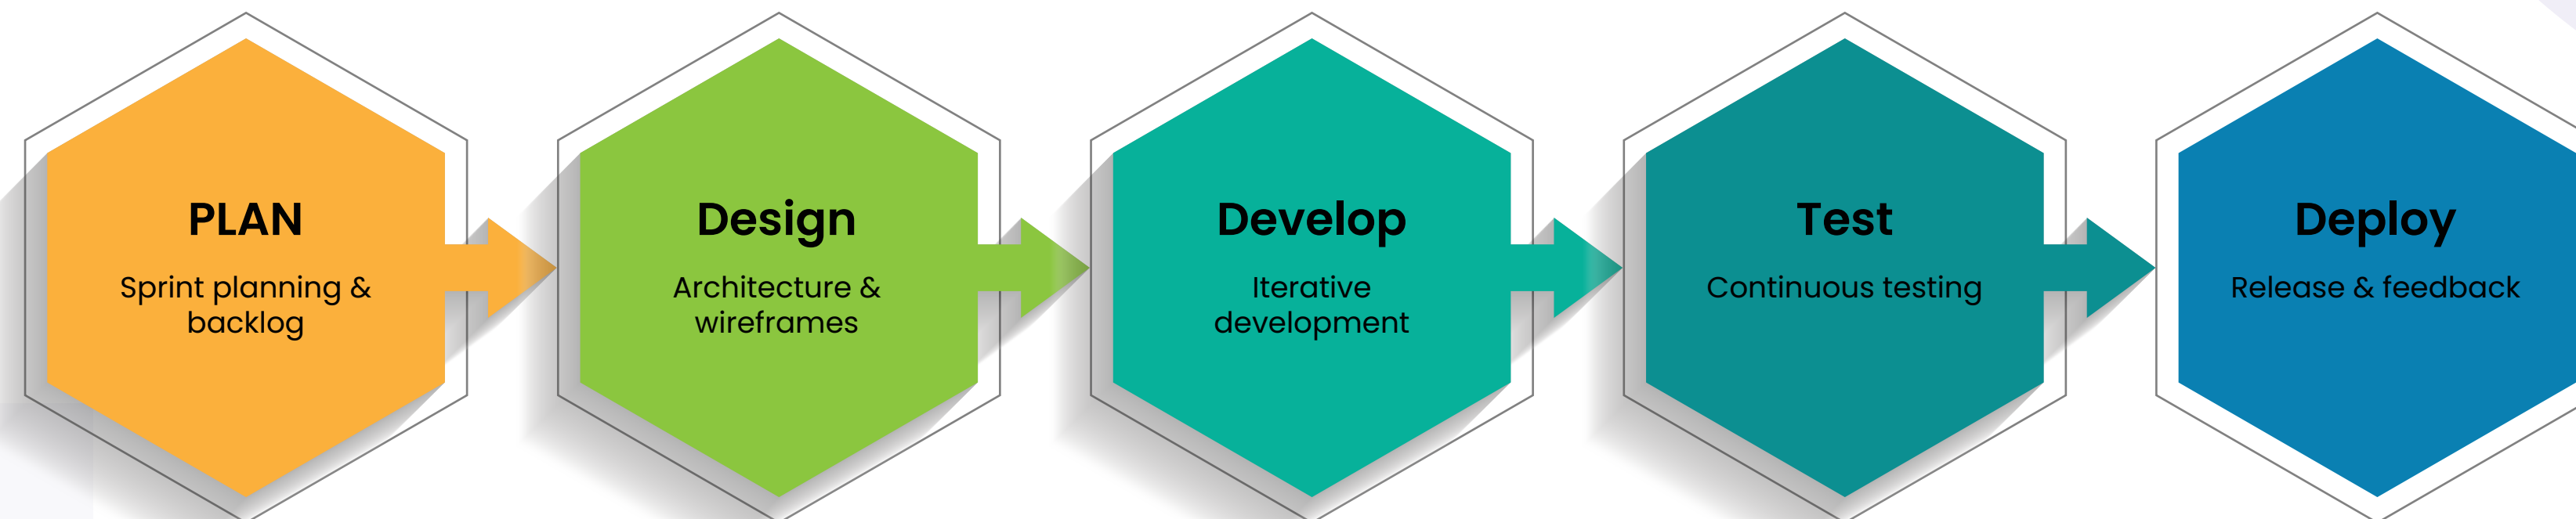 PLAN
Sprint planning &
backlog
Design
Architecture &
wireframes
Develop
Iterative
development
Test
Continuous testing
Deploy
Release & feedback